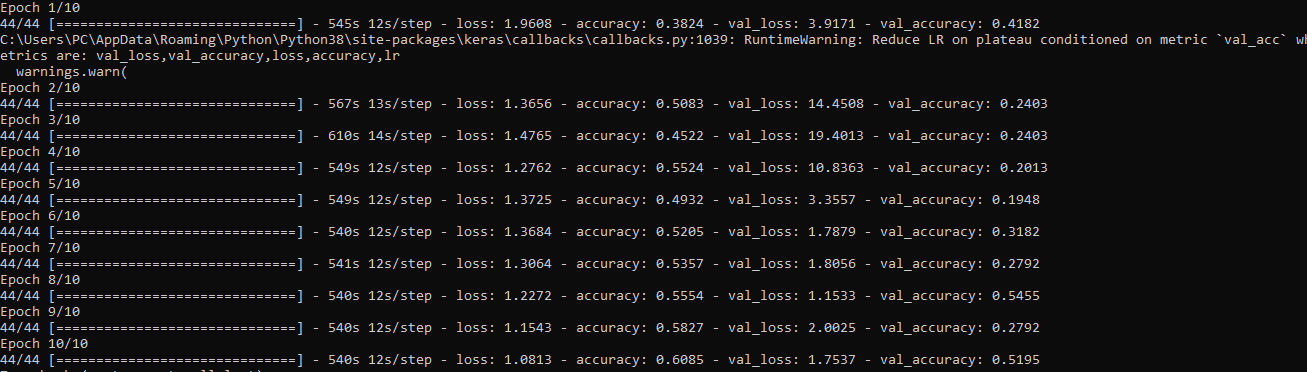 Epoch 1/10
44/44 [==============================] - 545s 12s/step - loss: 1.9608 - accuracy: 0.3824 - val_loss: 3.9171 - val_accuracy: 0.4182
C:\Users\PC\AppData\Roaming\Python\Python38\site-packages\keras\callbacks\callbacks.py:1039: RuntimeWarning: Reduce LR on plateau conditioned on metric `val_acc` wh
etrics are: val_loss,val_accuracy,loss,accuracy,lr
  warnings.warn(
Epoch 2/10
44/44 [==============================] - 567s 13s/step - loss: 1.3656 - accuracy: 0.5083 - val_loss: 14.4508 - val_accuracy: 0.2403
Epoch 3/10
44/44 [==============================] - 610s 14s/step - loss: 1.4765 - accuracy: 0.4522 - val_loss: 19.4013 - val_accuracy: 0.2403
Epoch 4/10
44/44 [==============================] - 549s 12s/step - loss: 1.2762 - accuracy: 0.5524 - val_loss: 10.8363 - val_accuracy: 0.2013
Epoch 5/10
44/44 [==============================] - 549s 12s/step - loss: 1.3725 - accuracy: 0.4932 - val_loss: 3.3557 - val_accuracy: 0.1948
Epoch 6/10
44/44 [==============================] - 540s 12s/step - loss: 1.3684 - accuracy: 0.5205 - val_loss: 1.7879 - val_accuracy: 0.3182
Epoch 7/10
44/44 [==============================] - 541s 12s/step - loss: 1.3064 - accuracy: 0.5357 - val_loss: 1.8056 - val_accuracy: 0.2792
Epoch 8/10
44/44 [==============================] - 540s 12s/step - loss: 1.2272 - accuracy: 0.5554 - val_loss: 1.1533 - val_accuracy: 0.5455
Epoch 9/10
44/44 [==============================] - 540s 12s/step - loss: 1.1543 - accuracy: 0.5827 - val_loss: 2.0025 - val_accuracy: 0.2792
Epoch 10/10
44/44 [==============================] - 540s 12s/step - loss: 1.0813 - accuracy: 0.6085 - val_loss: 1.7537 - val_accuracy: 0.5195